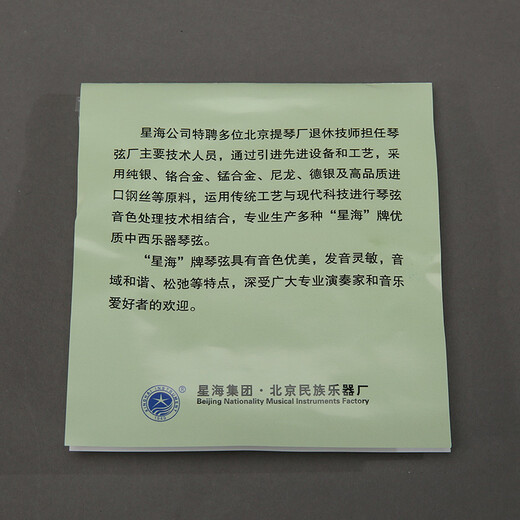 星海公司特聘多位北京提琴厂退休技师担任琴
弦厂主要技术人员，通过引进先进设备和工艺，采
用纯银、铬合金、锰合金、尼龙、德银及高品质进
口钢丝等原料，运用传统工艺与现代科技进行琴弦
音色处理技术相结合，专业生产多种“星海”牌优
质中西乐器琴弦。
“星海”牌琴弦具有音色优美，发音灵敏，音
域和谐、松弛等特点，深受广大专业演奏家和音乐
爱好者的欢迎。
®
星海集团·北京民族乐器厂
Beijing Nationality Musical Instruments Factory